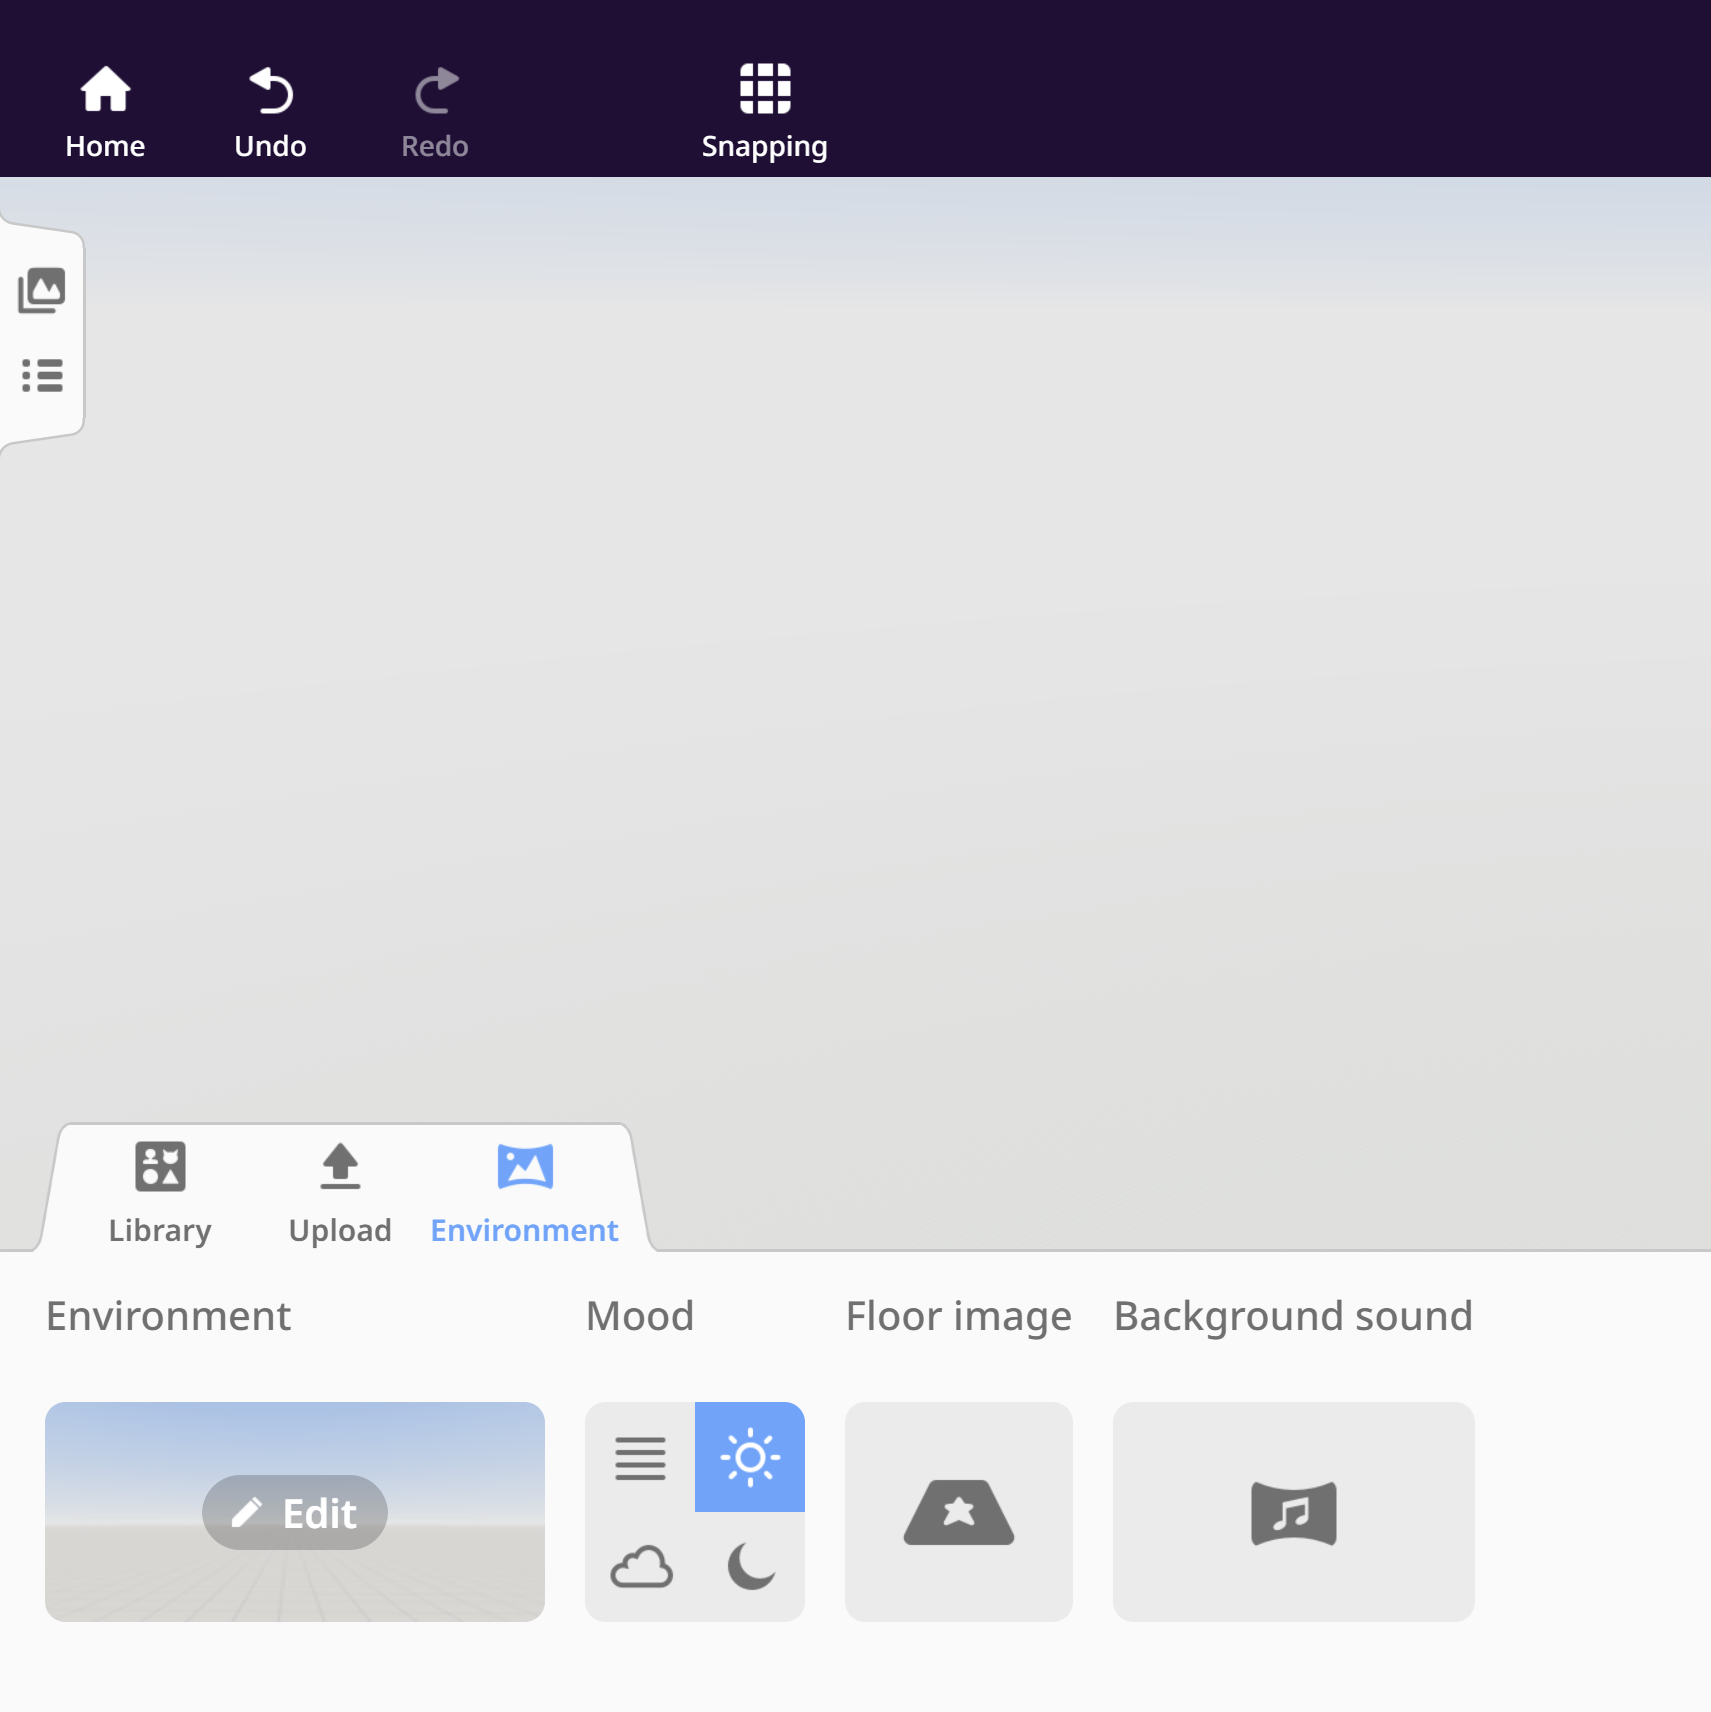 Home Undo Redo Snapping
Library Upload Environment
Environment Mood Floor image Background sound
Edit